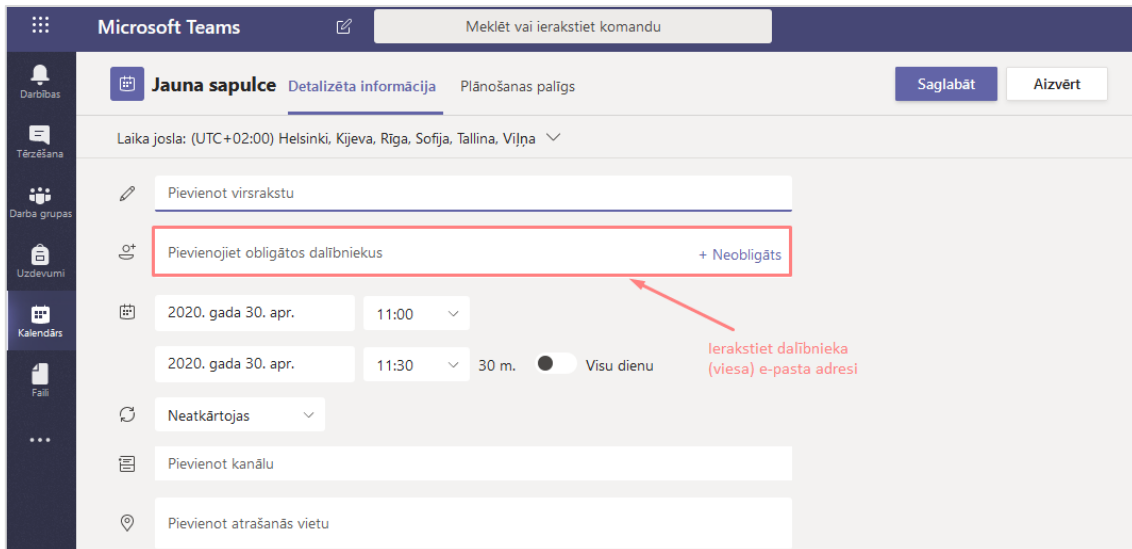 Microsoft Teams
Meklēt vai ierakstiet komandu
Darbības
Tērzēšana
Darba grupas
Uzdevumi
Kalendārs
Faili
Jauna sapulce Detalizēta informācija Plānošanas palīgs
Saglabāt Aizvērt
Laika josla: (UTC+02:00) Helsinki, Kijeva, Rīga, Sofija, Tallina, Viļņa
Pievienot virsrakstu
Pievienojiet obligātos dalībniekus + Neobligāts
2020. gada 30. apr. 11:00
2020. gada 30. apr. 11:30 30 m. Visu dienu
Ierakstiet dalībnieka
(viesa) e-pasta adresi
Neatkārtojas
Pievienot kanālu
Pievienot atrašanās vietu